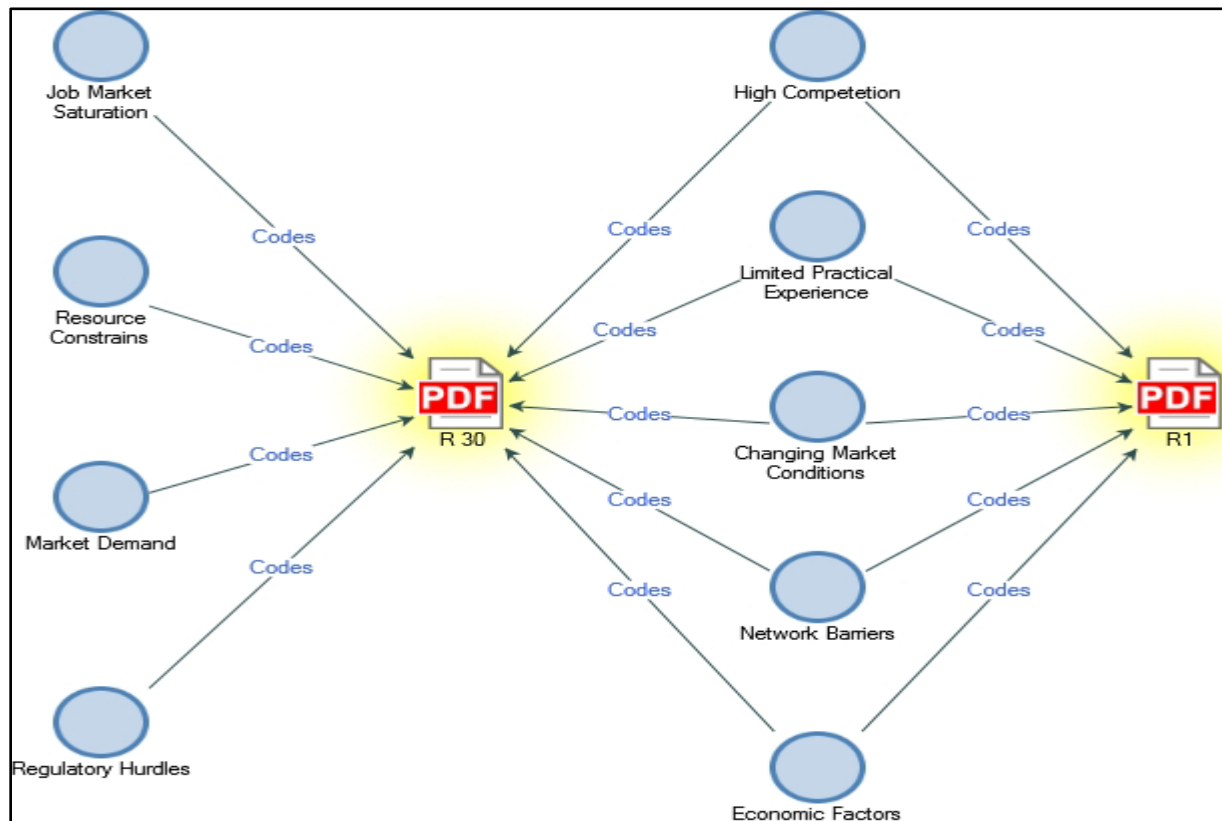 Job Market
Saturation
High Competetion
Codes
Codes
Codes
Limited Practical
Experience
Resource
Constrains
Codes
Codes
Codes
PDF
R 30
PDF
R1
Codes
Codes
Changing Market
Conditions
Codes
Market Demand
Codes
Codes
Codes
Codes
Codes
Network Barriers
Regulatory Hurdles
Economic Factors